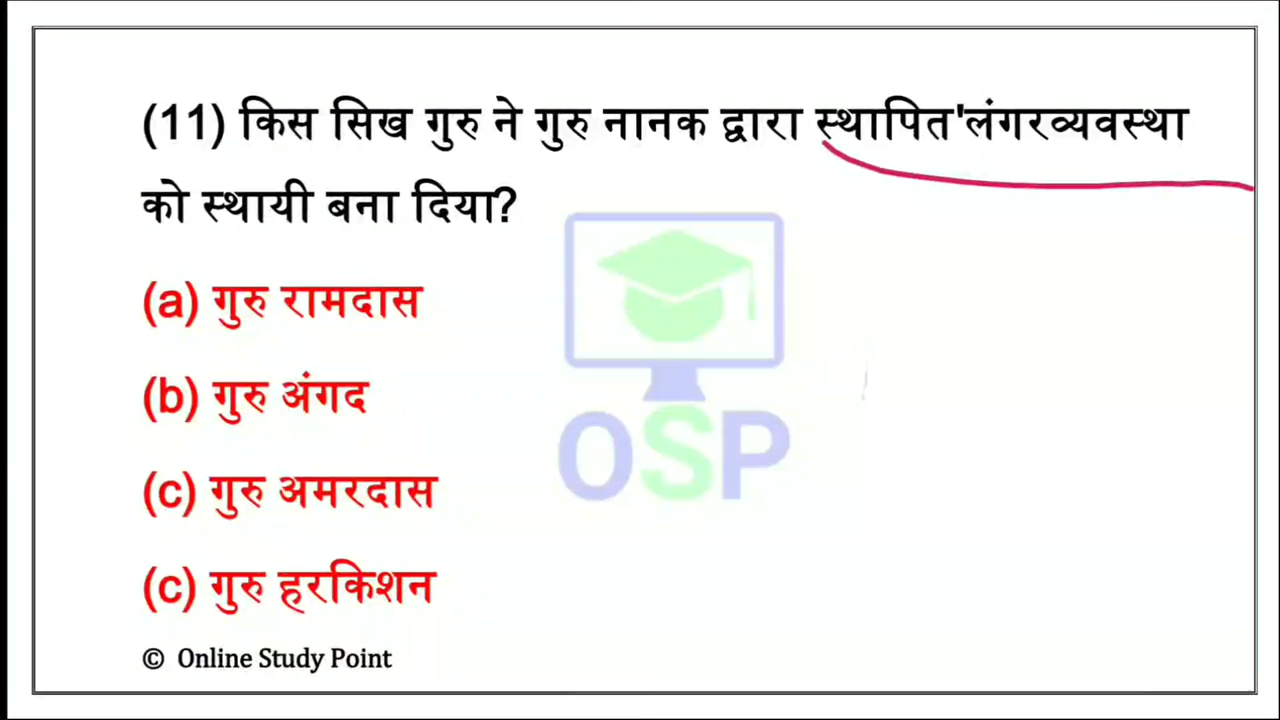 (11) किस सिख गुरु ने गुरु नानक द्वारा स्थापित'लंगरव्यवस्था
को स्थायी बना दिया?
(a) गुरु रामदास
(b) गुरु अंगद
(c) गुरु अमरदास
(c) गुरु हरकिशन
OSP
© Online Study Point